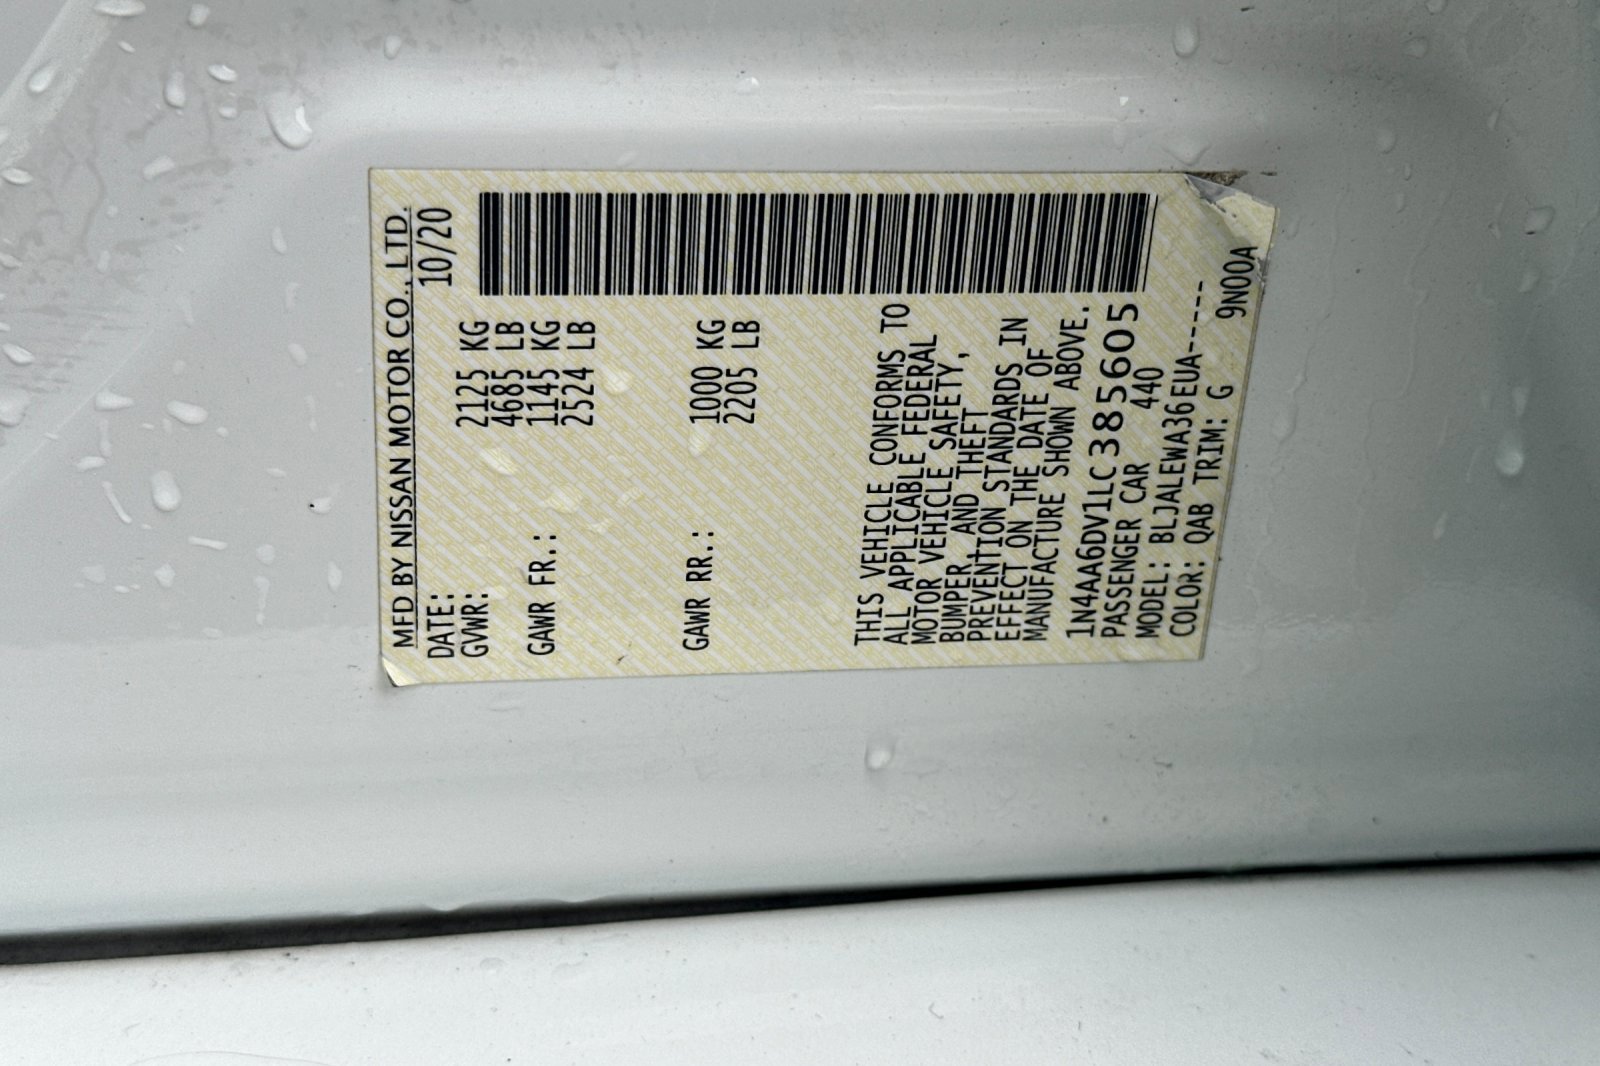 MFD BY NISSAN MOTOR CO., LTD.
DATE: 10/20
GVWR: 2125 KG
4685 LB
GAWR FR.: 1145 KG
2524 LB
GAWR RR.: 1000 KG
2205 LB
THIS VEHICLE CONFORMS TO
ALL APPLICABLE FEDERAL
MOTOR VEHICLE SAFETY,
BUMPER, AND THEFT
PREVENTION STANDARDS IN
EFFECT ON THE DATE OF
MANUFACTURE SHOWN ABOVE.
1N4AA6DV1LC385605
PASSENGER CAR 440
MODEL: BLJALEWA36EUA-----
COLOR: QAB TRIM: G 9N00A